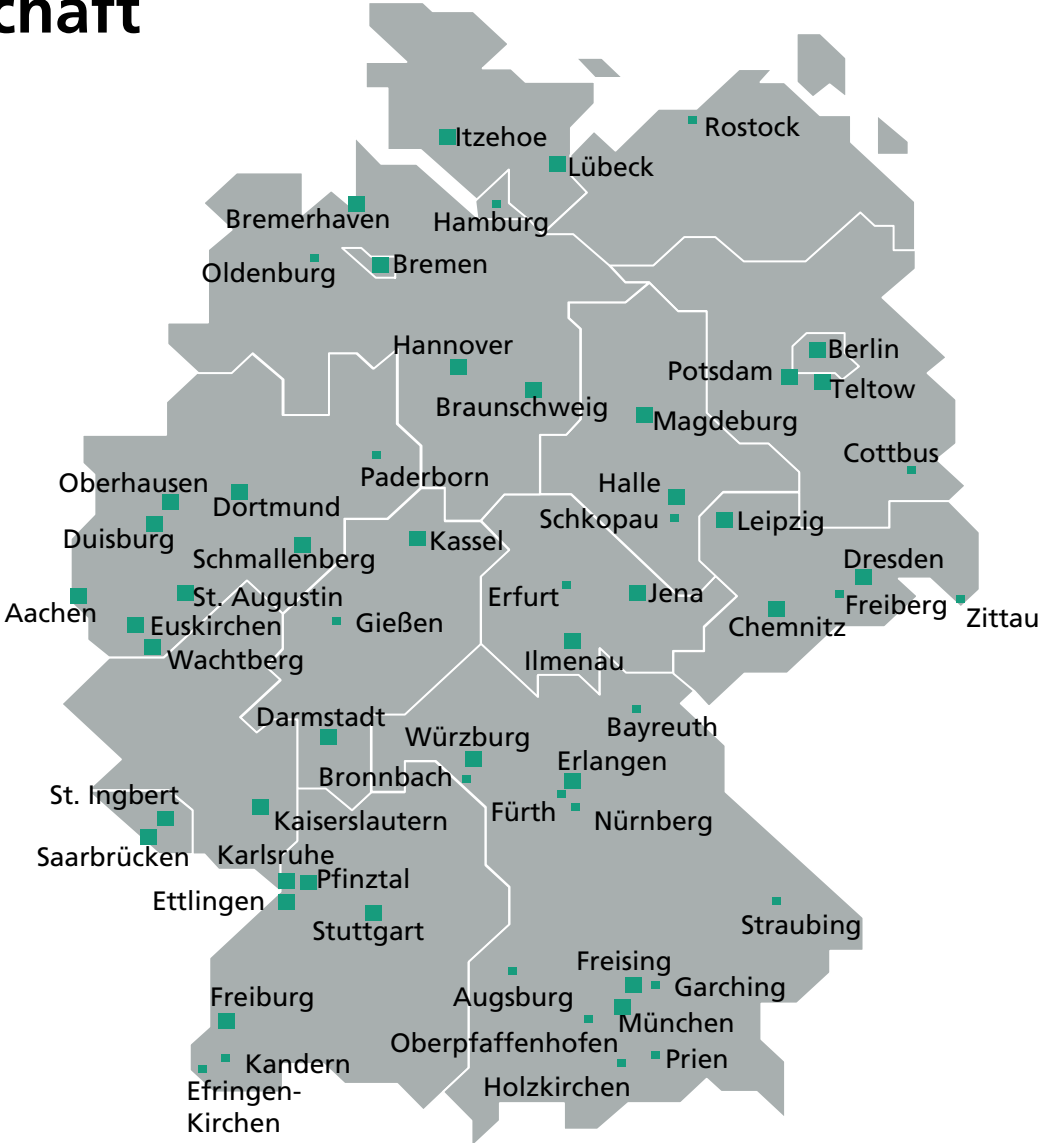 chaft
Itzehoe
Rostock
Lübeck
Bremerhaven
Hamburg
Oldenburg
Bremen
Hannover
Berlin
Potsdam
Teltow
Braunschweig
Magdeburg
Cottbus
Paderborn
Oberhausen
Dortmund
Halle
Schkopau
Leipzig
Duisburg
Kassel
Schmallenberg
Dresden
Aachen
St. Augustin
Erfurt
Jena
Freiberg
Zittau
Euskirchen
Gießen
Chemnitz
Wachtberg
Ilmenau
Darmstadt
Bayreuth
Würzburg
Erlangen
Bronnbach
St. Ingbert
Fürth
Nürnberg
Kaiserslautern
Saarbrücken
Karlsruhe
Pfinztal
Ettlingen
Stuttgart
Straubing
Freising
Garching
Augsburg
Freiburg
München
Oberpfaffenhofen
Prien
Kandern
Holzkirchen
Efringen-
Kirchen